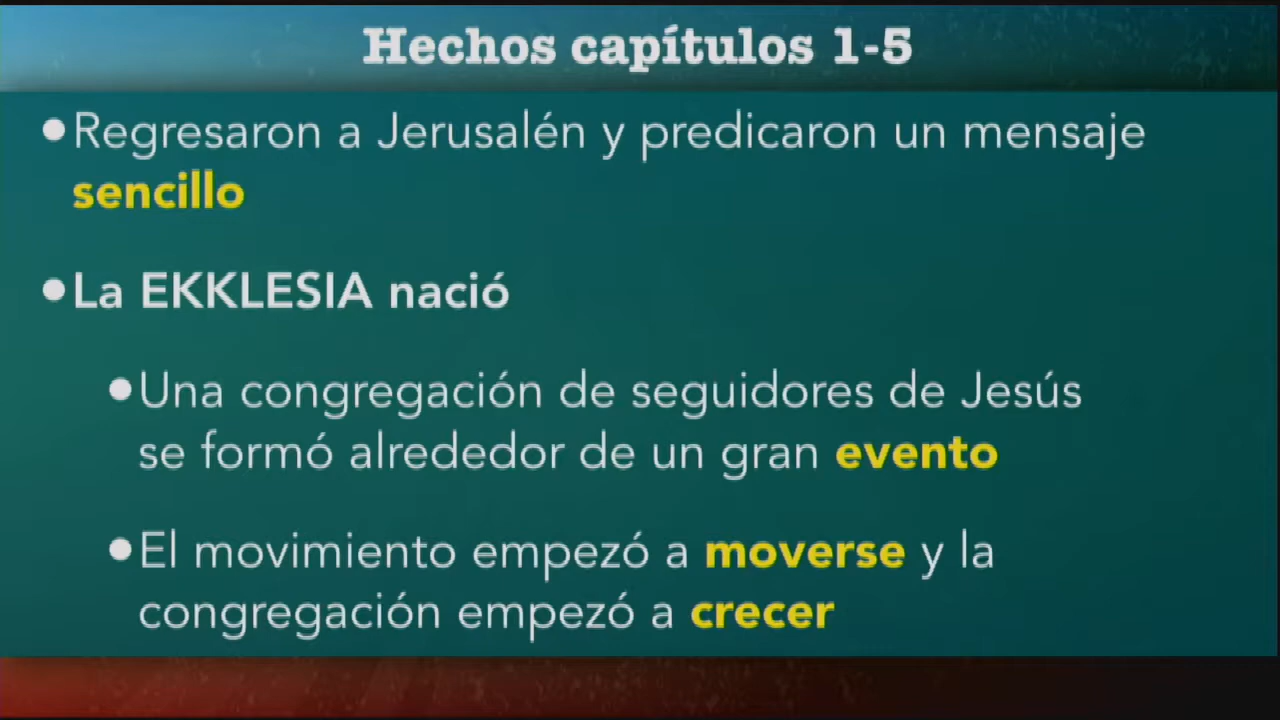 Hechos capítulos 1-5
•Regresaron a Jerusalén y predicaron un mensaje
sencillo
•La EKKLESIA nació
•Una congregación de seguidores de Jesús
se formó alrededor de un gran evento
•El movimiento empezó a moverse y la
congregación empezó a crecer